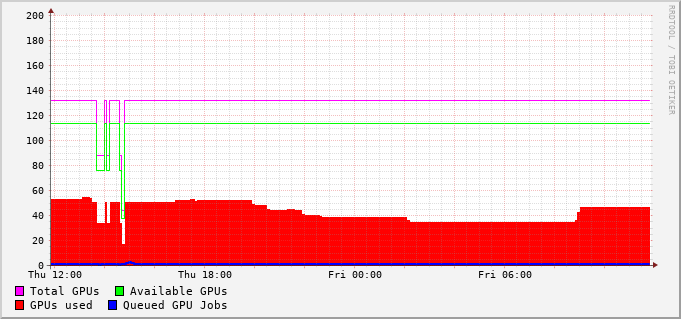 200
180
160
140
120
100
80
60
40
20
0
Thu 12:00 Thu 18:00 Fri 00:00 Fri 06:00
Total GPUs Available GPUs
GPUs used Queued GPU Jobs
RRDTOOL / TOBI OETIKER